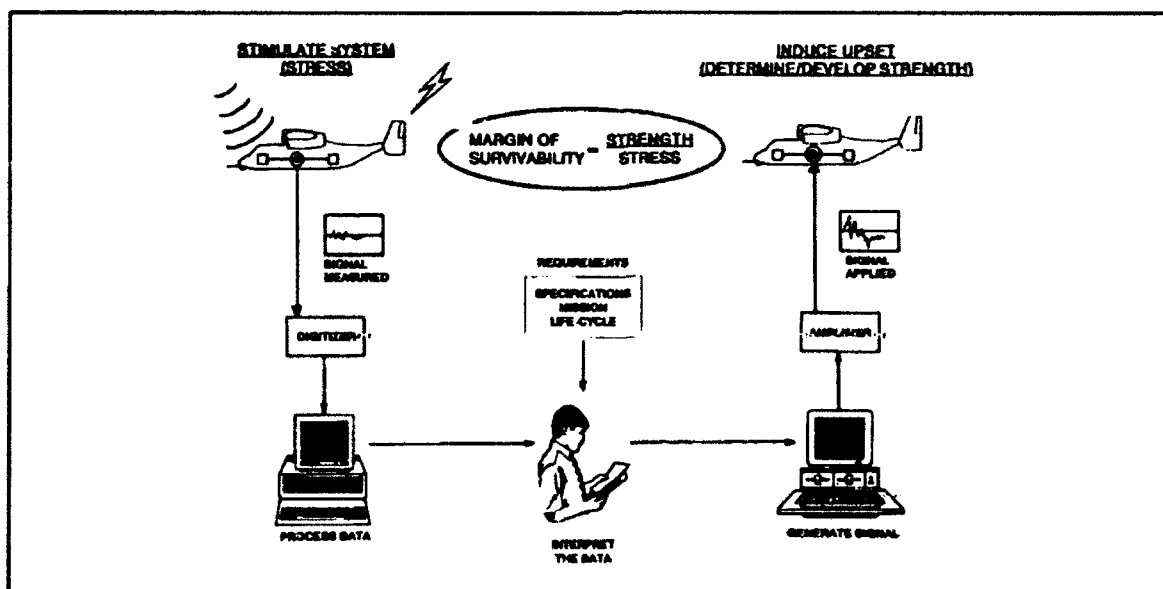 STIMULATE SYSTEM
(STRESS)
INDUCE UPSET
(DETERMINE/DEVELOP STRENGTH)
MARGIN OF
SURVIVABILITY = STRENGTH
STRESS
SIGNAL
MEASURED
SIGNAL
APPLIED
REQUIREMENTS
SPECIFICATIONS
MISSION
LIFE-CYCLE
DIGITIZER
AMPLIFIER
PROCESS DATA
INTERPRET
THE DATA
GENERATE SIGNAL